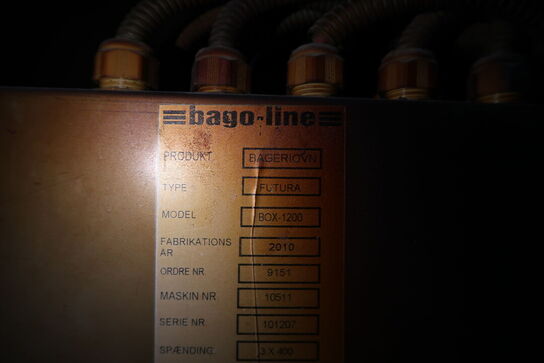 bago-line
PRODUKT BAGERIOVN
TYPE FUTURA
MODEL BOX-1200
FABRIKATIONS ÅR 2010
ORDRE NR 9151
MASKIN NR 10511
SERIE NR 101207
SPÆNDING 3 X 400